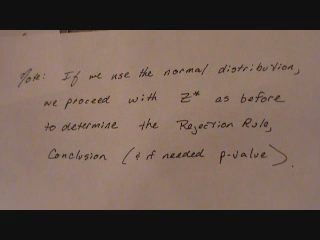 Note: If we use the normal distribution,
we proceed with Z* as before
to determine the Rejection Rule,
Conclusion (& if needed p-value).